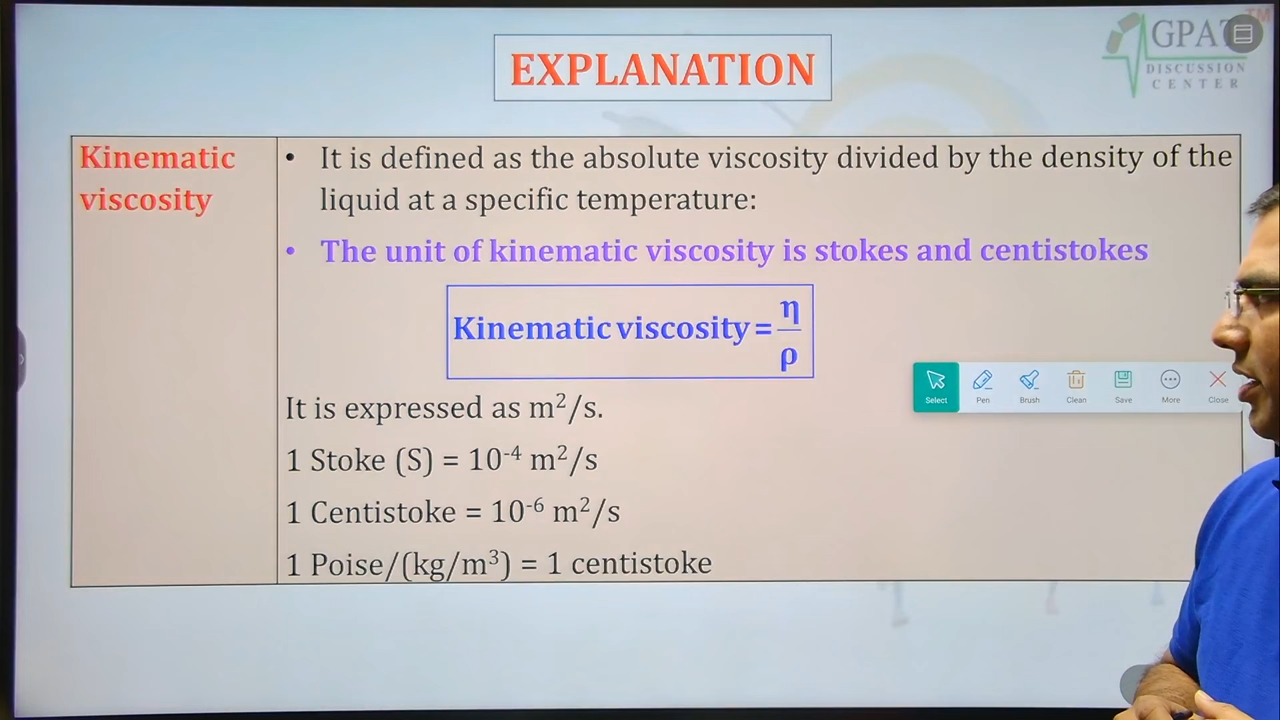 EXPLANATION
GPAT
DISCUSSION
CENTER
TM
Kinematic
viscosity
• It is defined as the absolute viscosity divided by the density of the
liquid at a specific temperature:
• The unit of kinematic viscosity is stokes and centistokes
Kinematic viscosity = η/ρ
It is expressed as m²/s.
1 Stoke (S) = 10⁻⁴ m²/s
1 Centistoke = 10⁻⁶ m²/s
1 Poise/(kg/m³) = 1 centistoke
Select Pen Brush Clean Save More Close